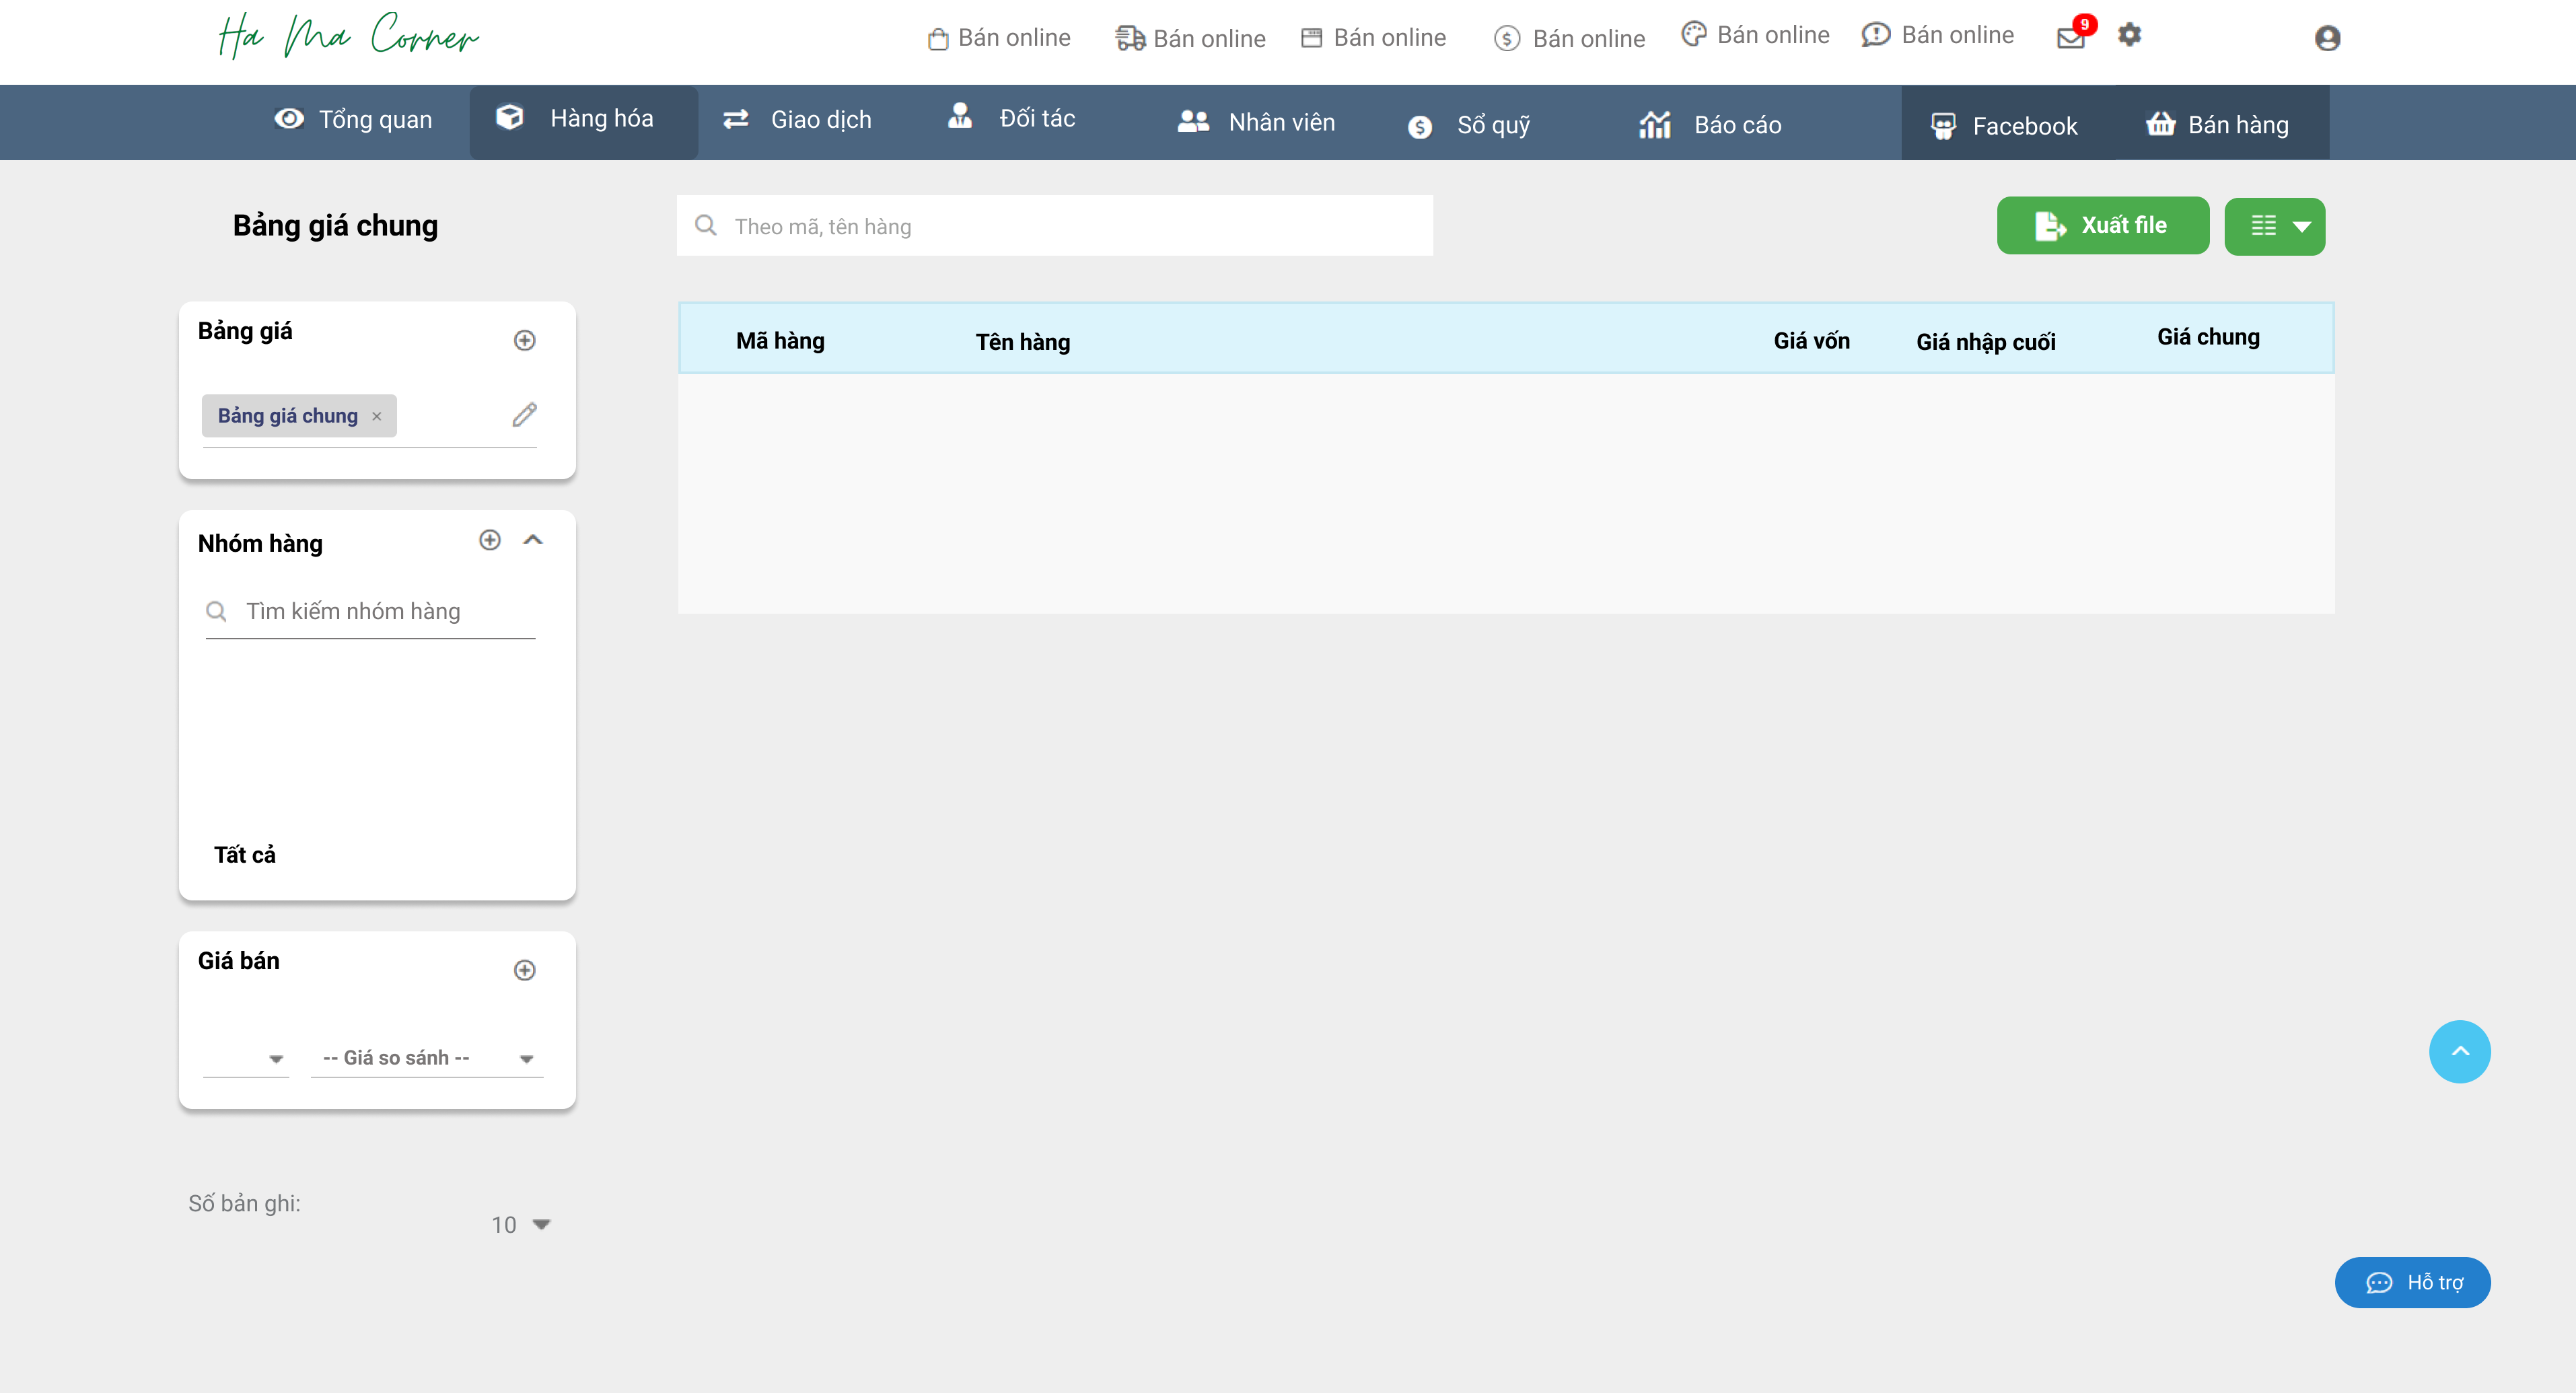 Ha Ma Corner
Bán online
Bán online
Bán online
Bán online
Bán online
Bán online
9
Tổng quan
Hàng hóa
Giao dịch
Đối tác
Nhân viên
Sổ quỹ
Báo cáo
Facebook
Bán hàng
Bảng giá chung
Theo mã, tên hàng
Xuất file
Bảng giá
Bảng giá chung ×
Mã hàng
Tên hàng
Giá vốn
Giá nhập cuối
Giá chung
Nhóm hàng
Tìm kiếm nhóm hàng
Tất cả
Giá bán
-- Giá so sánh --
Số bản ghi:
10
Hỗ trợ